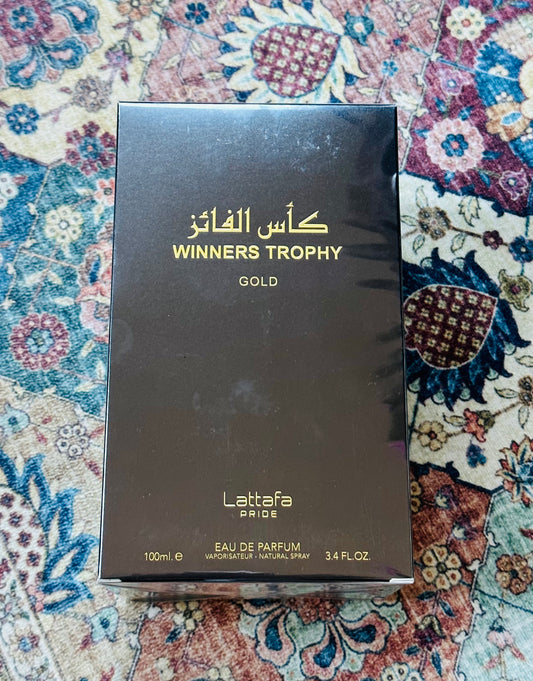 كأس الفائز
WINNERS TROPHY
GOLD
Lattafa
PRIDE
EAU DE PARFUM
100ml. e VAPORISATEUR - NATURAL SPRAY 3.4 FL.OZ.